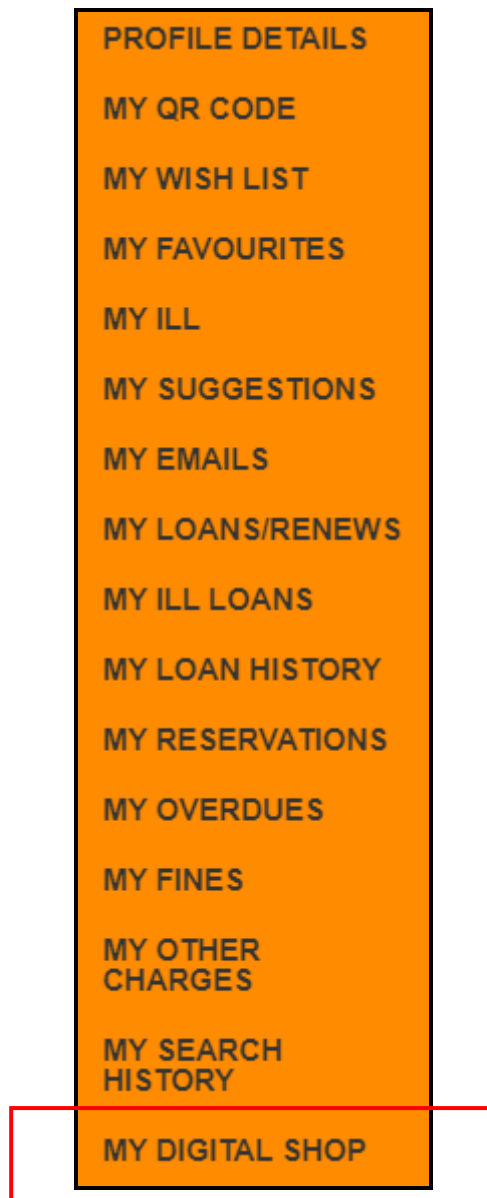 PROFILE DETAILS
MY QR CODE
MY WISH LIST
MY FAVOURITES
MY ILL
MY SUGGESTIONS
MY EMAILS
MY LOANS/RENEWS
MY ILL LOANS
MY LOAN HISTORY
MY RESERVATIONS
MY OVERDUES
MY FINES
MY OTHER
CHARGES
MY SEARCH
HISTORY
MY DIGITAL SHOP